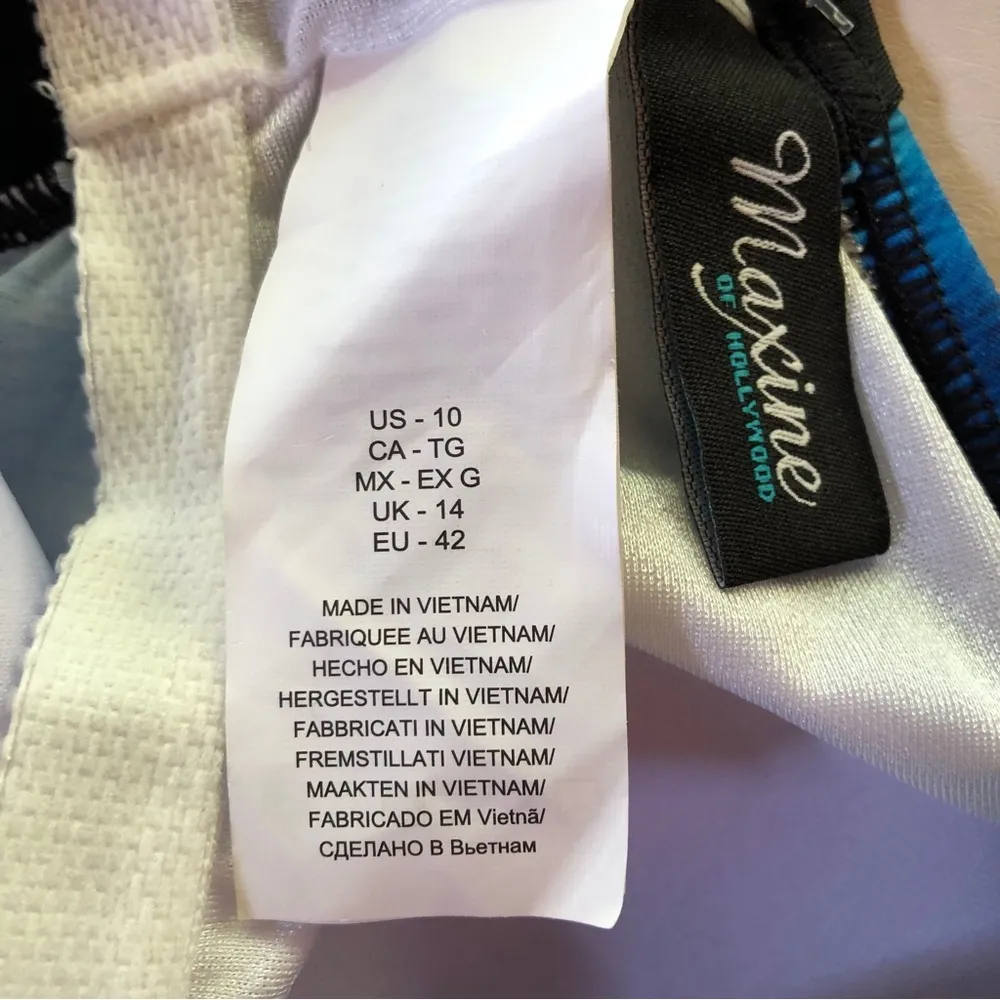 US - 10
CA - TG
MX - EX G
UK - 14
EU - 42
MADE IN VIETNAM/
FABRIQUEE AU VIETNAM/
HECHO EN VIETNAM/
HERGESTELLT IN VIETNAM/
FABBRICATI IN VIETNAM/
FREMSTILLATI VIETNAM/
MAAKTEN IN VIETNAM/
FABRICADO EM Vietnã/
СДЕЛАНО В Вьетнам
Maxine
OF HOLLYWOOD